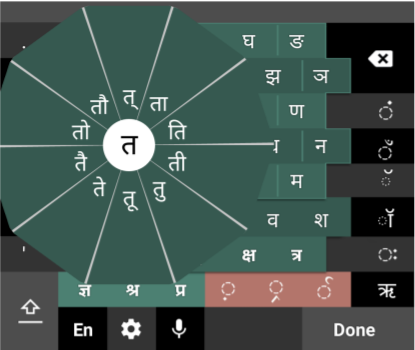 घ ङ
झ ञ
ण ं
न ँ
म ॅ
व श ॉ
क्ष त्र ः
ज्ञ श्र प्र ़ ृ र्‍ ऋ
त् ता ति ती तु तू ते तै तो तौ
त
En Done